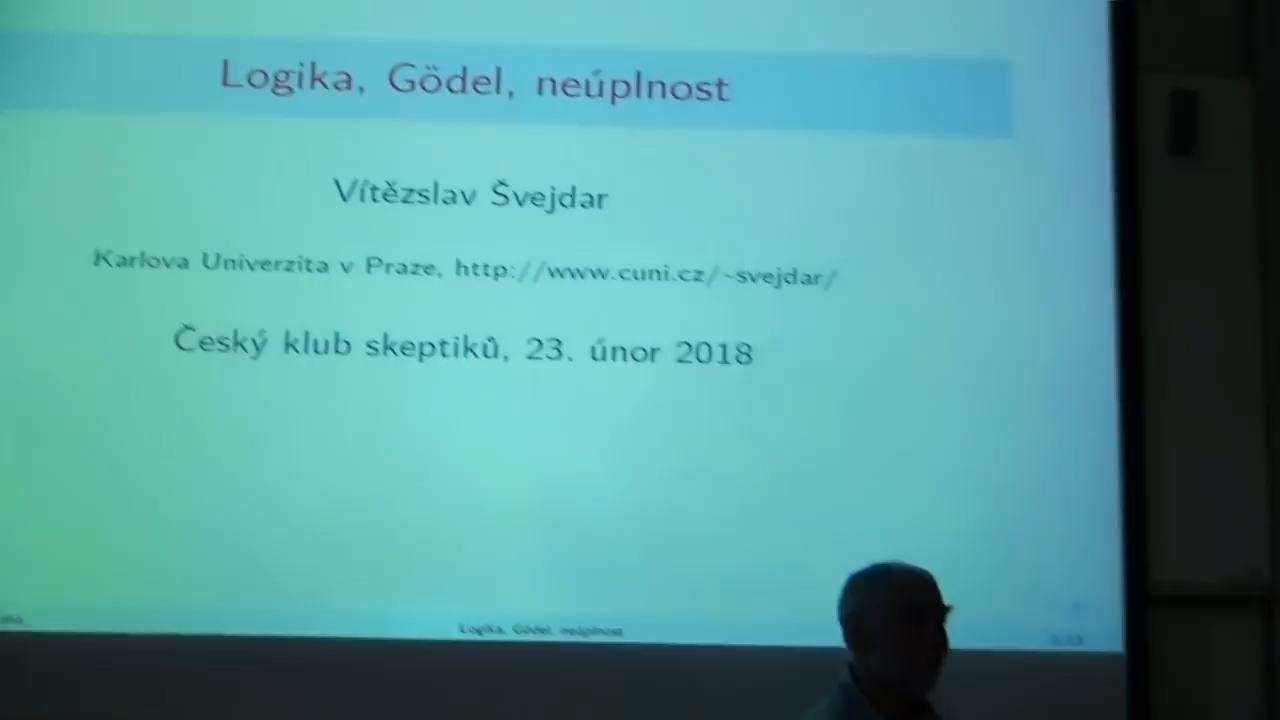 Logika, Gödel, neúplnost
Vítězslav Švejdar
Karlova Univerzita v Praze, http://www.cuni.cz/~svejdar/
Český klub skeptiků, 23. únor 2018
Logika, Gödel, neúplnost